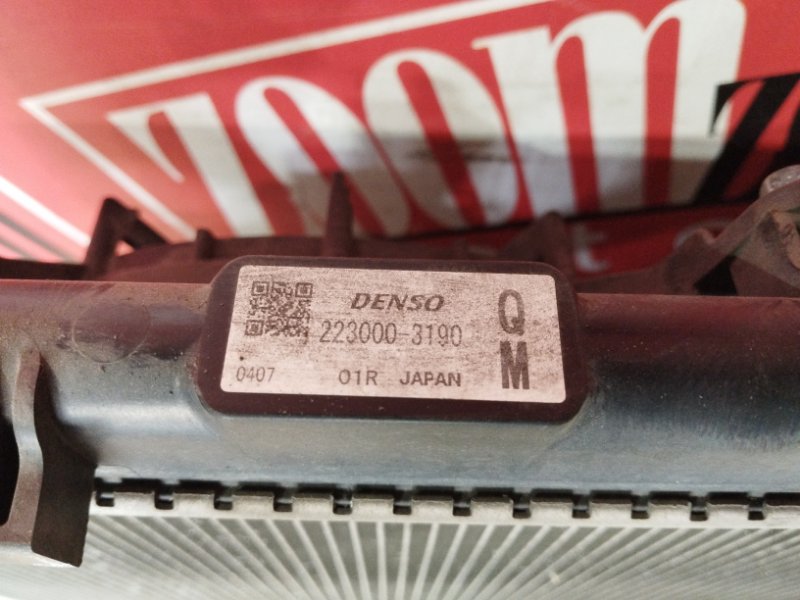 ZOOM
DENSO
223000-3190
Q
M
0407 01R JAPAN